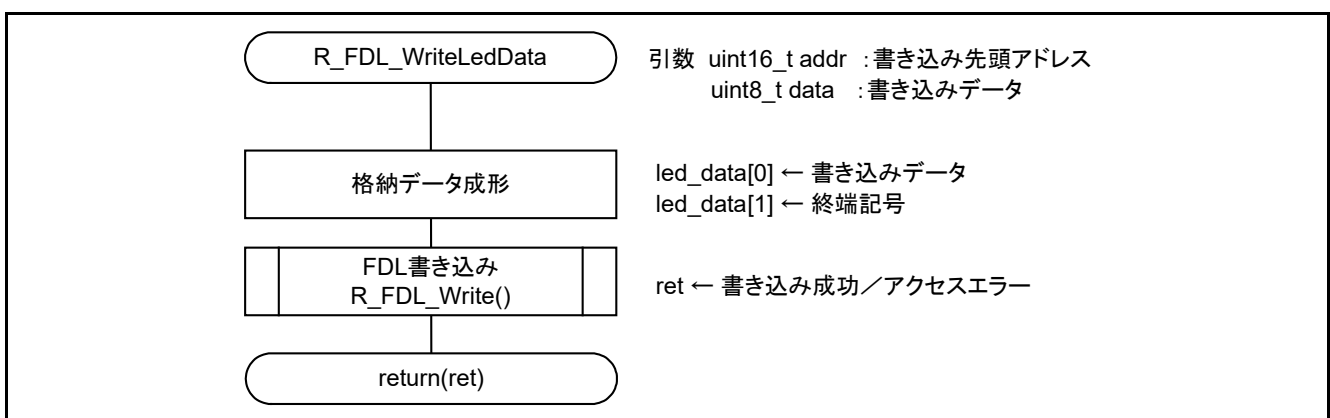 R_FDL_WriteLedData
引数 uint16_t addr ：書き込み先頭アドレス
uint8_t data ：書き込みデータ
格納データ成形
led_data[0] ← 書き込みデータ
led_data[1] ← 終端記号
FDL書き込み
R_FDL_Write()
ret ← 書き込み成功／アクセスエラー
return(ret)